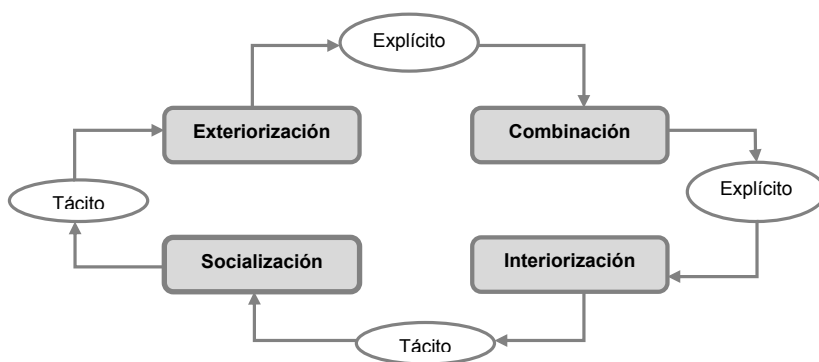 Explícito
Exteriorización
Combinación
Explícito
Tácito
Socialización
Interiorización
Tácito